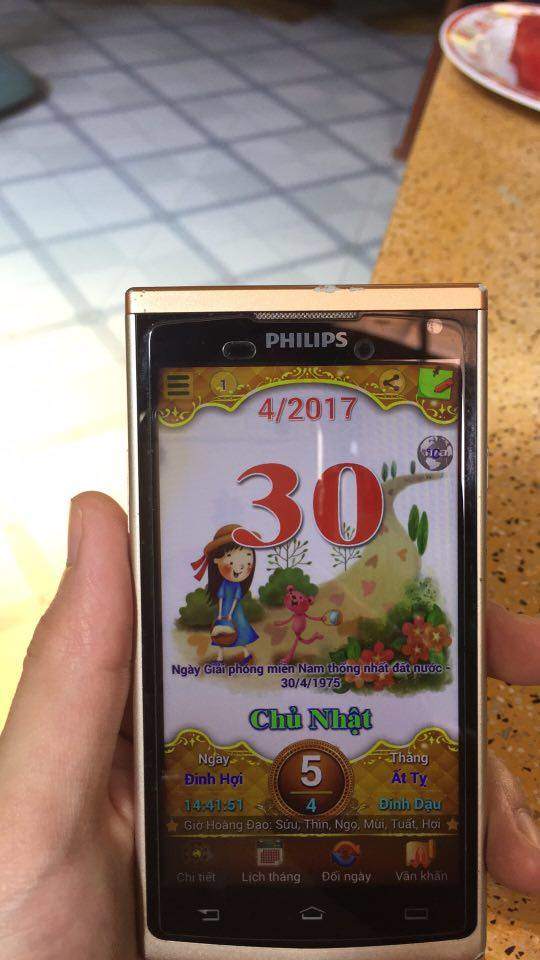 PHILIPS
1
4/2017
30
Ngày Giải phóng miền Nam thống nhất đất nước -
30/4/1975
Chủ Nhật
Ngày
Đinh Hợi
14:41:51
5
4
Tháng
Ất Tỵ
Đinh Dậu
Giờ Hoàng Đạo: Sửu, Thìn, Ngọ, Mùi, Tuất, Hợi
Chi tiết
Lịch tháng
Đổi ngày
Văn khấn